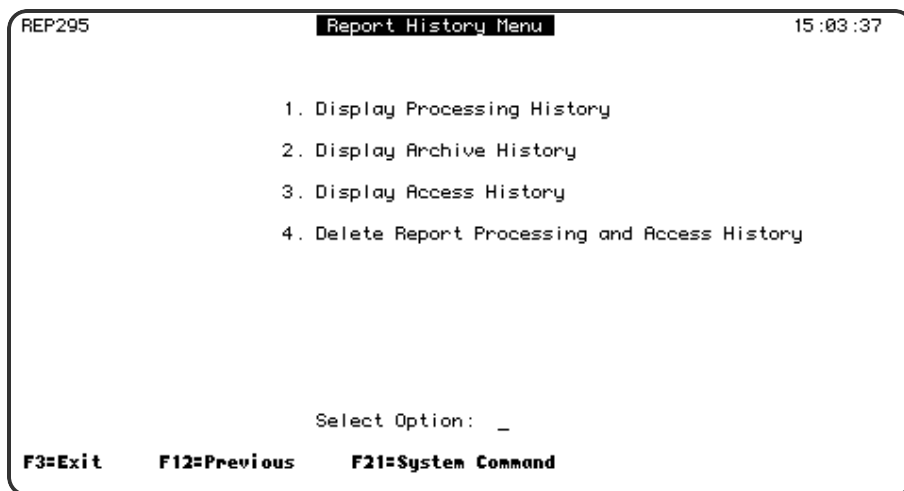 REP295 Report History Menu 15:03:37
1. Display Processing History
2. Display Archive History
3. Display Access History
4. Delete Report Processing and Access History
Select Option: _
F3=Exit F12=Previous F21=System Command